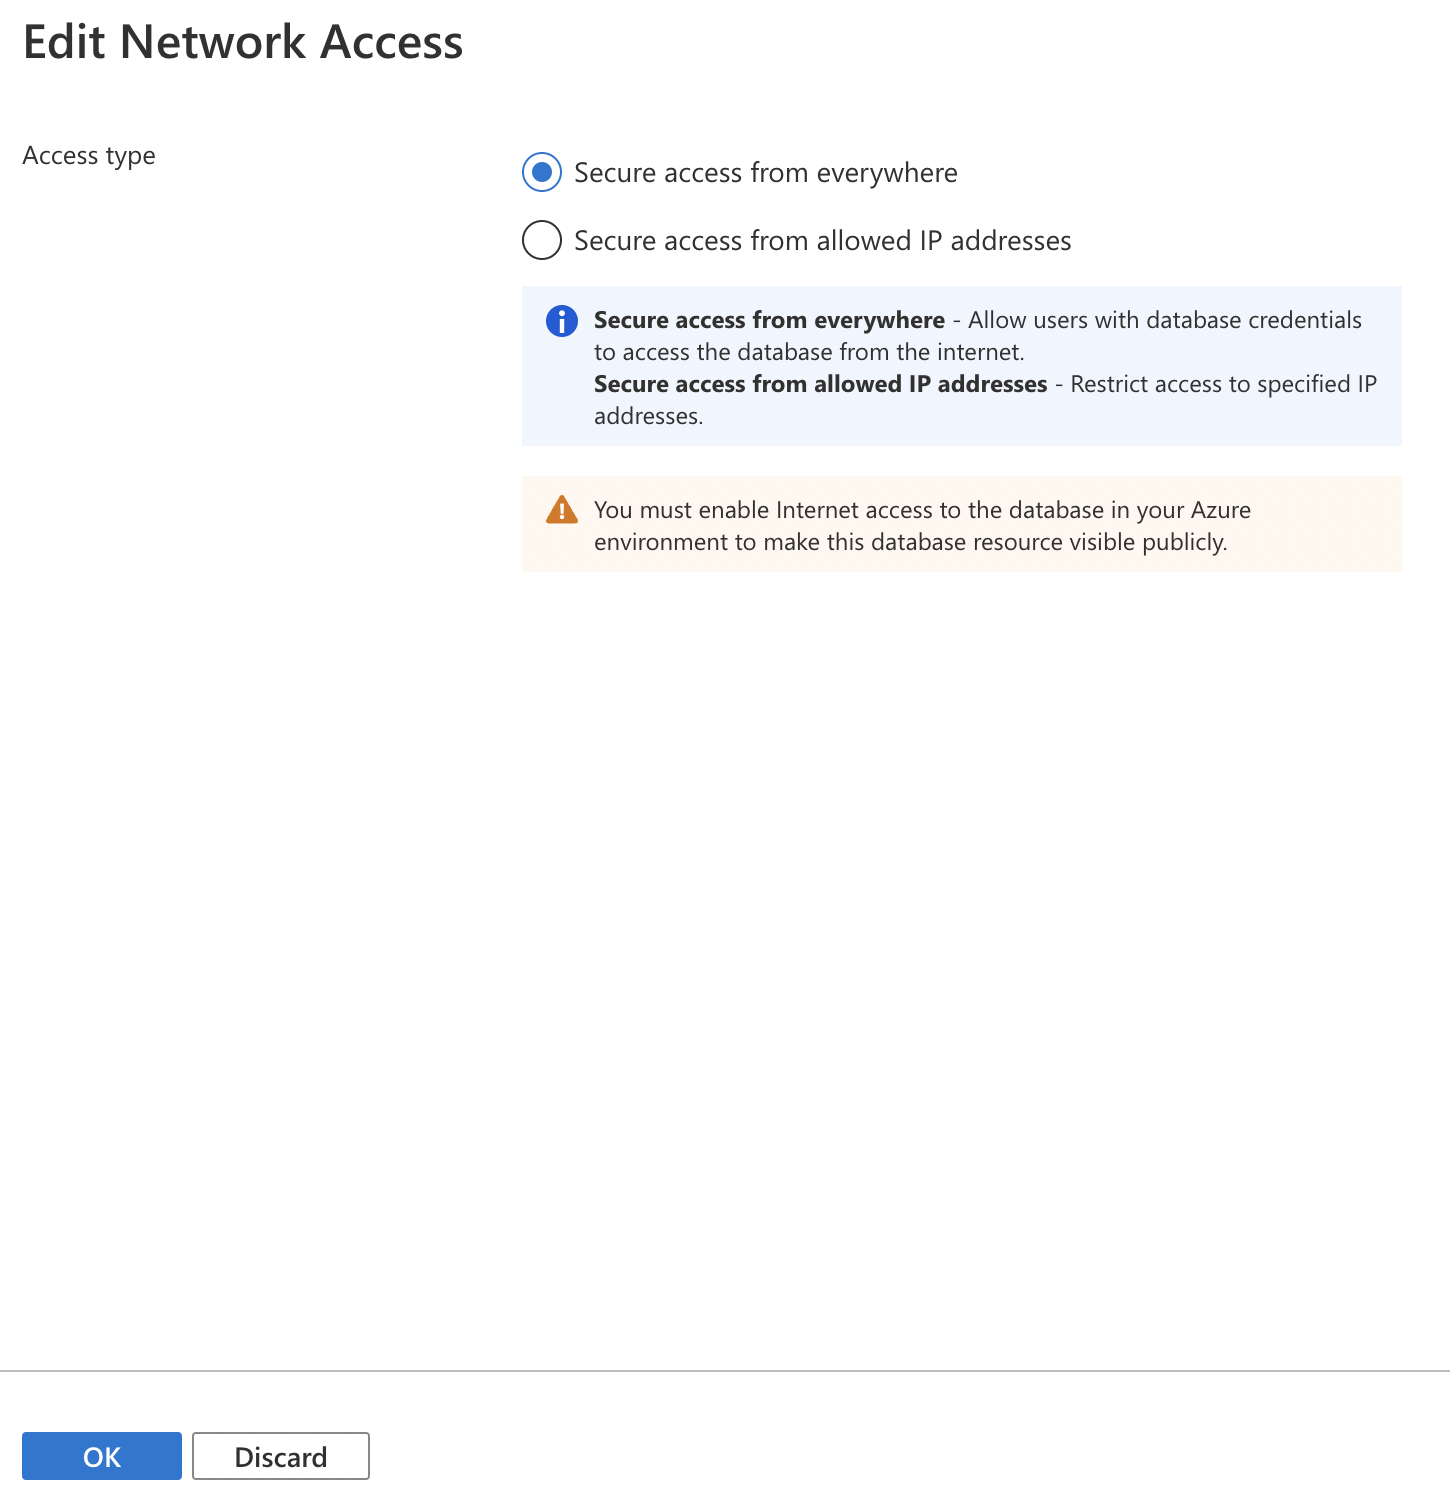 Edit Network Access
Access type
Secure access from everywhere
Secure access from allowed IP addresses
Secure access from everywhere - Allow users with database credentials
to access the database from the internet.
Secure access from allowed IP addresses - Restrict access to specified IP
addresses.
You must enable Internet access to the database in your Azure
environment to make this database resource visible publicly.
OK
Discard